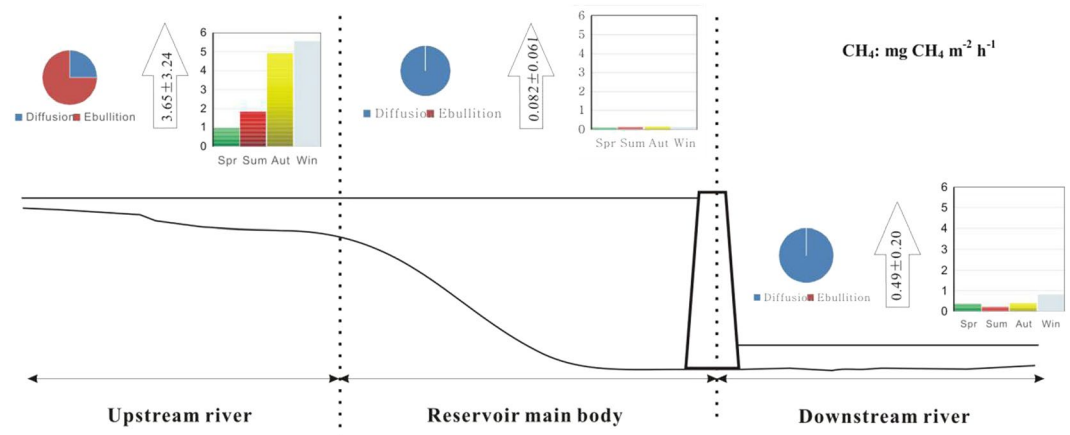 3.65±3.24
6
5
4
3
2
1
0
Spr Sum Aut Win
Diffusion Ebullition
0.082±0.061
6
5
4
3
2
1
0
Spr Sum Aut Win
Diffusion Ebullition
CH₄: mg CH₄ m⁻² h⁻¹
0.49±0.20
6
5
4
3
2
1
0
Spr Sum Aut Win
Diffusion Ebullition
Upstream river
Reservoir main body
Downstream river